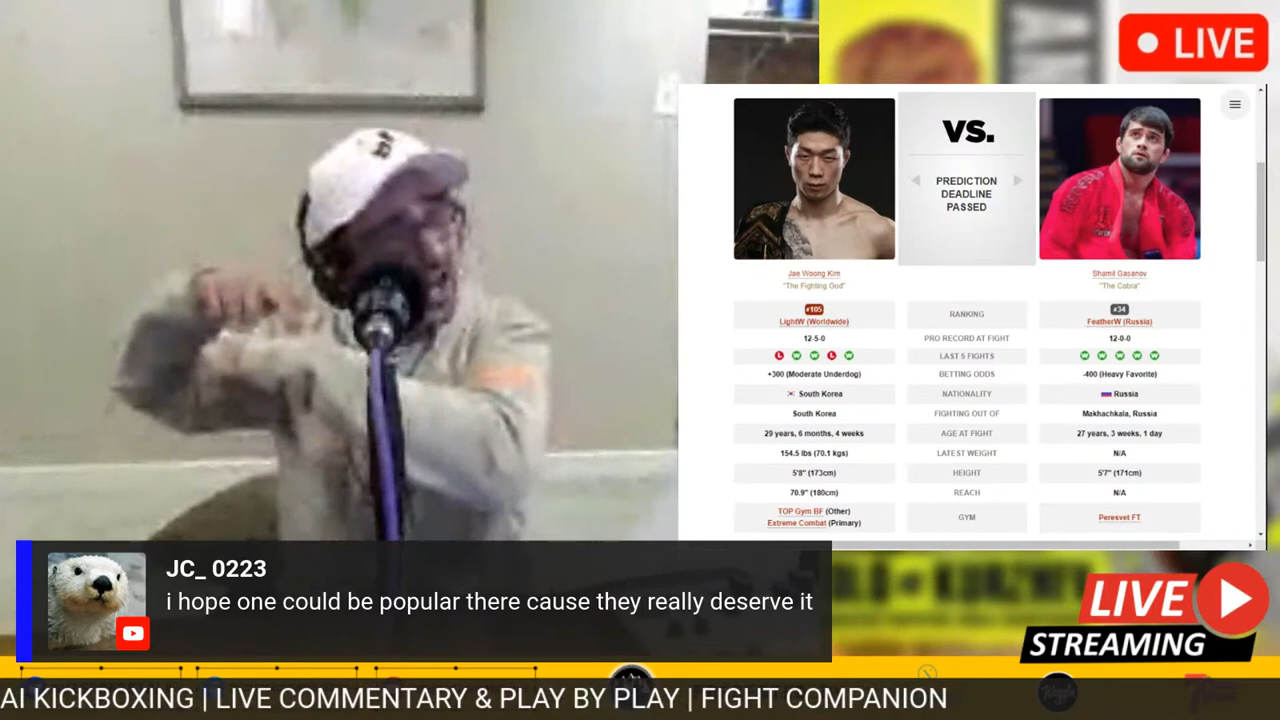 LIVE
VS.
PREDICTION
DEADLINE
PASSED
Jae Woong Kim
"The Fighting God"
Shamil Gasanov
"The Cobra"
#105
LightW (Worldwide)
RANKING
#34
FeatherW (Russia)
12-5-0
PRO RECORD AT FIGHT
12-0-0
L W W L W
LAST 5 FIGHTS
W W W W W
+300 (Moderate Underdog)
BETTING ODDS
-400 (Heavy Favorite)
South Korea
NATIONALITY
Russia
South Korea
FIGHTING OUT OF
Makhachkala, Russia
29 years, 6 months, 4 weeks
AGE AT FIGHT
27 years, 3 weeks, 1 day
154.5 lbs (70.1 kgs)
LATEST WEIGHT
N/A
5'8" (173cm)
HEIGHT
5'7" (171cm)
70.9" (180cm)
REACH
N/A
TOP Gym BF (Other)
Extreme Combat (Primary)
GYM
Peresvet FT
JC_ 0223
i hope one could be popular there cause they really deserve it
LIVE
STREAMING
AI KICKBOXING | LIVE COMMENTARY & PLAY BY PLAY | FIGHT COMPANION